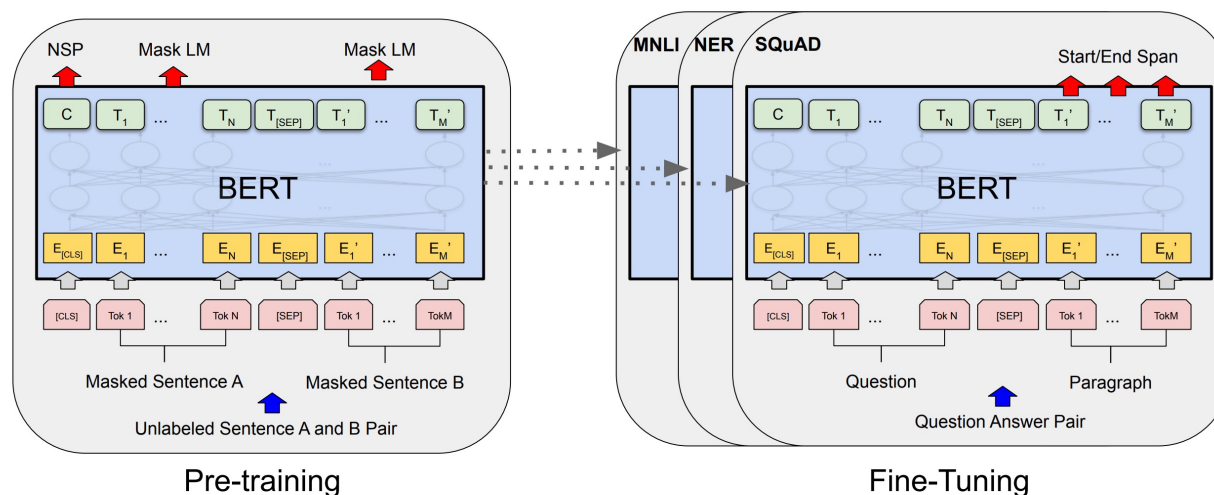 NSP Mask LM Mask LM
C T1 ... TN T[SEP] T1' ... TM'
BERT
E[CLS] E1 ... EN E[SEP] E1' ... EM'
[CLS] Tok 1 ... Tok N [SEP] Tok 1 ... TokM
Masked Sentence A Masked Sentence B
Unlabeled Sentence A and B Pair
Pre-training
MNLI NER SQuAD
Start/End Span
C T1 ... TN T[SEP] T1' ... TM'
BERT
E[CLS] E1 ... EN E[SEP] E1' ... EM'
[CLS] Tok 1 ... Tok N [SEP] Tok 1 ... TokM
Question Paragraph
Question Answer Pair
Fine-Tuning